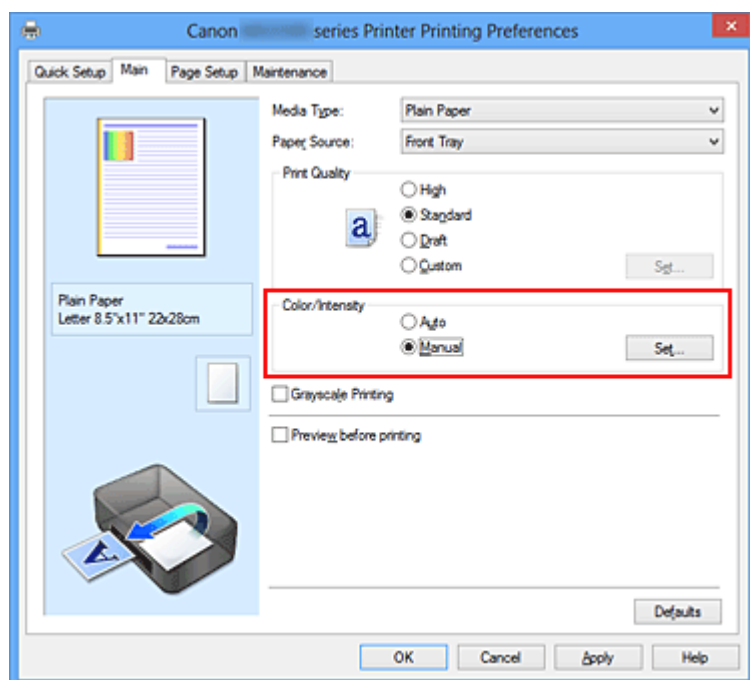 Canon series Printer Printing Preferences
Quick Setup Main Page Setup Maintenance
Media Type: Plain Paper
Paper Source: Front Tray
Print Quality
High
a Standard
Draft
Custom Set...
Plain Paper
Letter 8.5"x11" 22x28cm
Color/Intensity
Auto
Manual Set...
Grayscale Printing
Preview before printing
A
Defaults
OK Cancel Apply Help